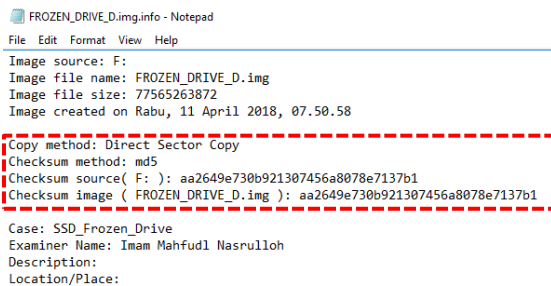 FROZEN_DRIVE_D.img.info - Notepad
File Edit Format View Help
Image source: F:
Image file name: FROZEN_DRIVE_D.img
Image file size: 77565263872
Image created on Rabu, 11 April 2018, 07.50.58
Copy method: Direct Sector Copy
Checksum method: md5
Checksum source( F: ): aa2649e730b921307456a8078e7137b1
Checksum image ( FROZEN_DRIVE_D.img ): aa2649e730b921307456a8078e7137b1
Case: SSD_Frozen_Drive
Examiner Name: Imam Mahfudl Nasrulloh
Description:
Location/Place: